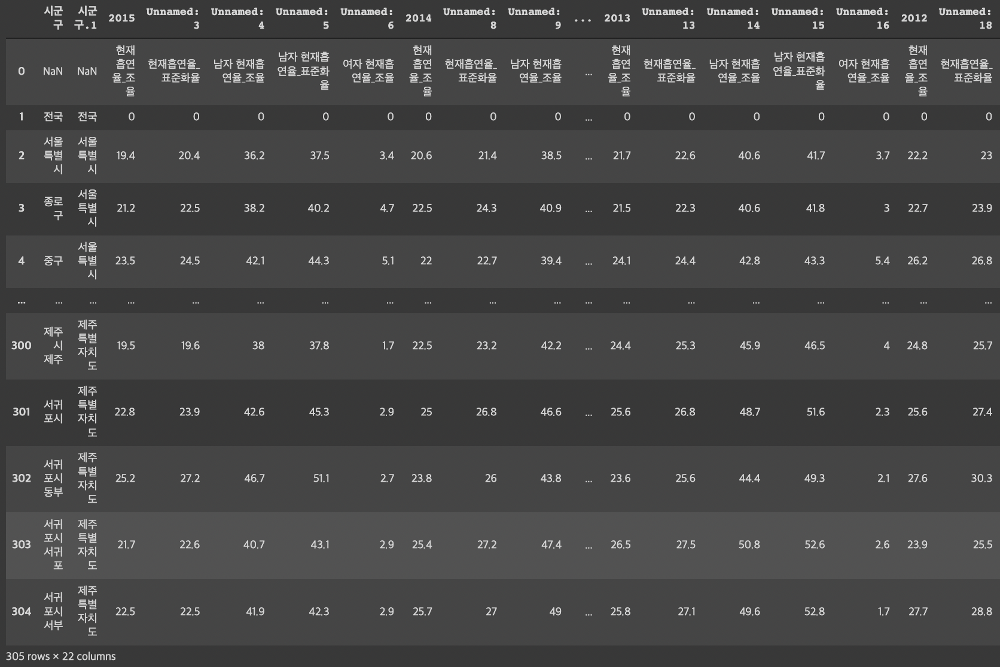 시군구 시군구.1 2015 Unnamed: 3 Unnamed: 4 Unnamed: 5 Unnamed: 6 2014 Unnamed: 8 Unnamed: 9 ... 2013 Unnamed: 13 Unnamed: 14 Unnamed: 15 Unnamed: 16 2012 Unnamed: 18
0 NaN NaN 현재흡연율_조율 현재흡연율_표준화율 남자 현재흡연율_조율 남자 현재흡연율_표준화율 여자 현재흡연율_조율 현재흡연율_조율 현재흡연율_표준화율 남자 현재흡연율_조율 ... 현재흡연율_조율 현재흡연율_표준화율 남자 현재흡연율_조율 남자 현재흡연율_표준화율 여자 현재흡연율_조율 현재흡연율_조율 현재흡연율_표준화율
1 전국 전국 0 0 0 0 0 0 0 0 ... 0 0 0 0 0 0 0
2 서울특별시 서울특별시 19.4 20.4 36.2 37.5 3.4 20.6 21.4 38.5 ... 21.7 22.6 40.6 41.7 3.7 22.2 23
3 종로구 서울특별시 21.2 22.5 38.2 40.2 4.7 22.5 24.3 40.9 ... 21.5 22.3 40.6 41.8 3 22.7 23.9
4 중구 서울특별시 23.5 24.5 42.1 44.3 5.1 22 22.7 39.4 ... 24.1 24.4 42.8 43.3 5.4 26.2 26.8
... ... ... ... ... ... ... ... ... ... ... ... ... ... ... ... ... ... ...
300 제주시 제주 제주특별자치도 19.5 19.6 38 37.8 1.7 22.5 23.2 42.2 ... 24.4 25.3 45.9 46.5 4 24.8 25.7
301 서귀포시 제주특별자치도 22.8 23.9 42.6 45.3 2.9 25 26.8 46.6 ... 25.6 26.8 48.7 51.6 2.3 25.6 27.4
302 서귀포시 동부 제주특별자치도 25.2 27.2 46.7 51.1 2.7 23.8 26 43.8 ... 23.6 25.6 44.4 49.3 2.1 27.6 30.3
303 서귀포시 서귀포 제주특별자치도 21.7 22.6 40.7 43.1 2.9 25.4 27.2 47.4 ... 26.5 27.5 50.8 52.6 2.6 23.9 25.5
304 서귀포시 서부 제주특별자치도 22.5 22.5 41.9 42.3 2.9 25.7 27 49 ... 25.8 27.1 49.6 52.8 1.7 27.7 28.8
305 rows × 22 columns